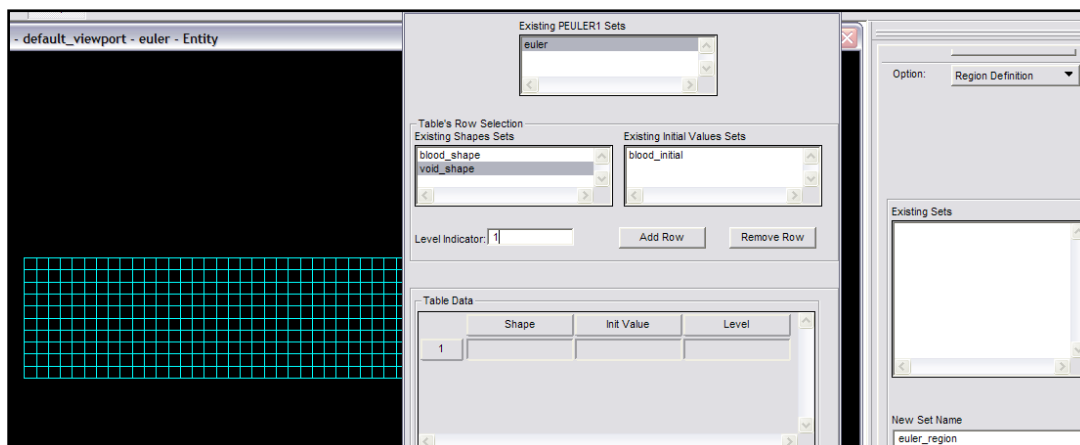 - default_viewport - euler - Entity
Existing PEULER1 Sets
euler
Table's Row Selection
Existing Shapes Sets
Existing Initial Values Sets
blood_shape
void_shape
blood_initial
Level Indicator: 1
Add Row
Remove Row
Table Data
Shape
Init Value
Level
1
Option:
Region Definition
Existing Sets
New Set Name
euler_region